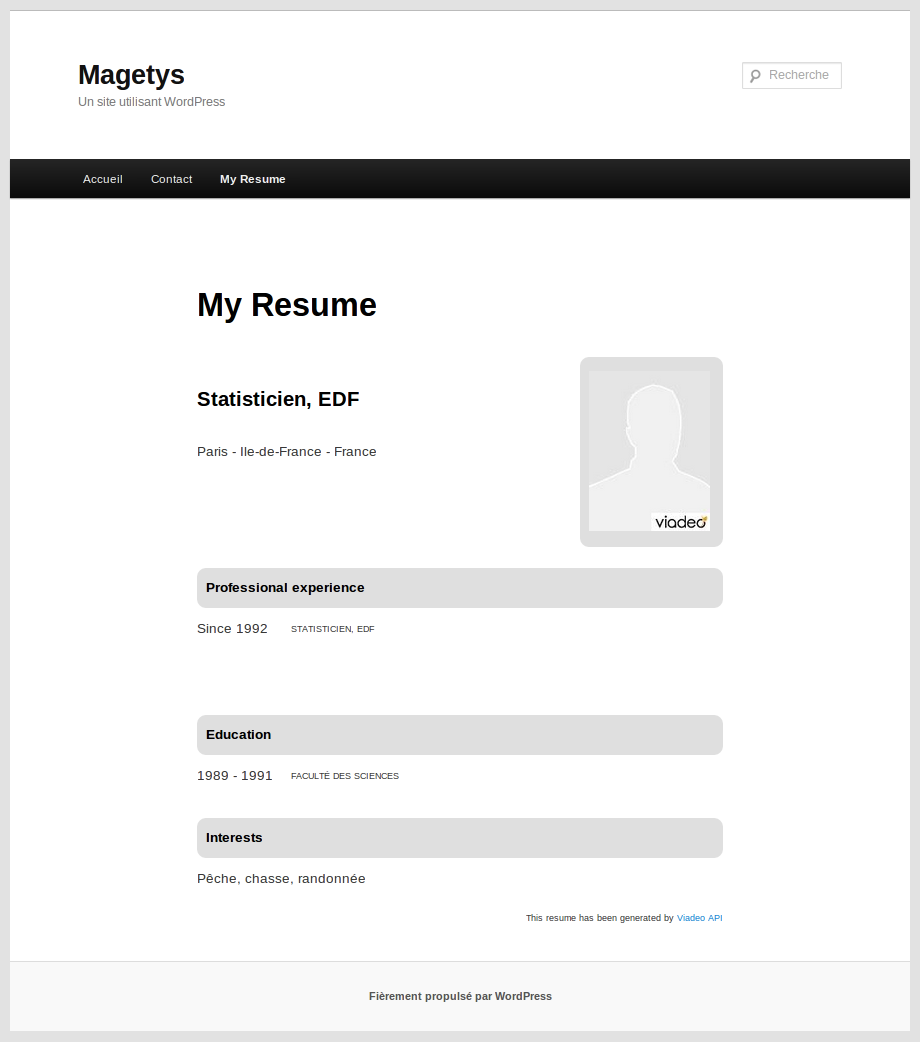 Magetys
Un site utilisant WordPress
Recherche
Accueil Contact My Resume
My Resume
Statisticien, EDF
Paris - Ile-de-France - France
viadeo
Professional experience
Since 1992 STATISTICIEN, EDF
Education
1989 - 1991 FACULTÉ DES SCIENCES
Interests
Pêche, chasse, randonnée
This resume has been generated by Viadeo API
Fièrement propulsé par WordPress